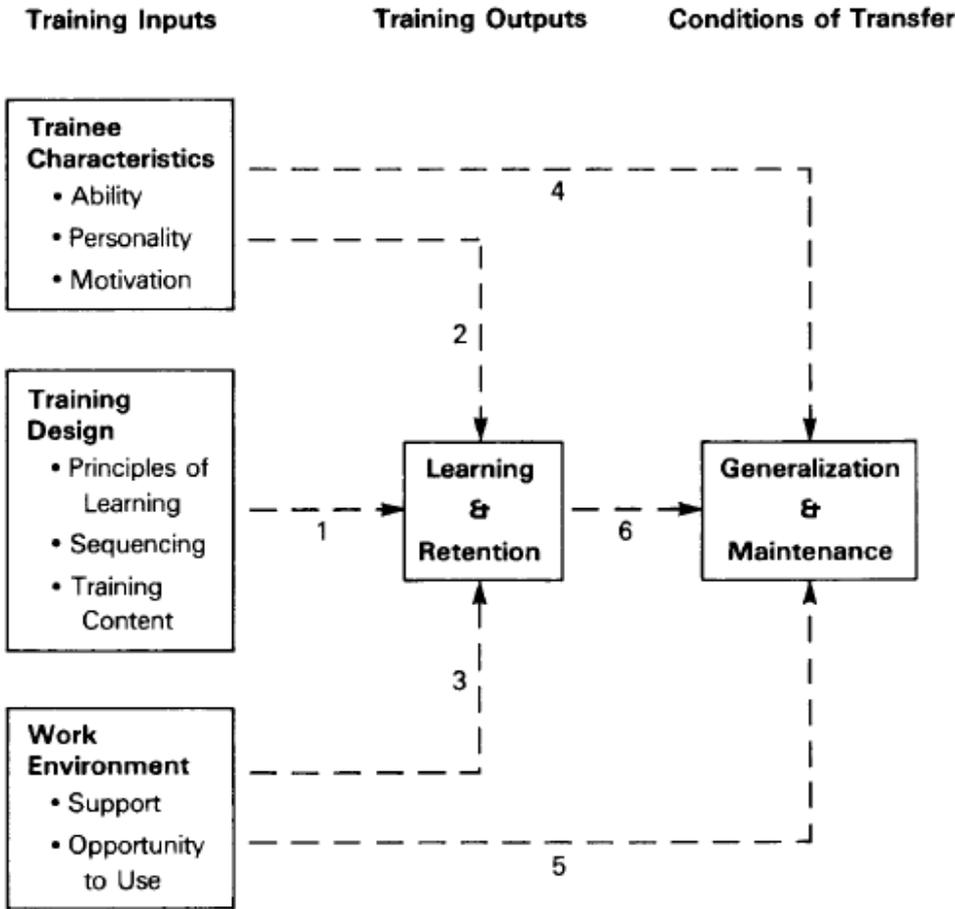 Training Inputs
Training Outputs
Conditions of Transfer
Trainee
Characteristics
• Ability
• Personality
• Motivation
4
2
Training
Design
• Principles of
Learning
• Sequencing
• Training
Content
1
Learning
&
Retention
6
Generalization
&
Maintenance
3
Work
Environment
• Support
• Opportunity
to Use
5